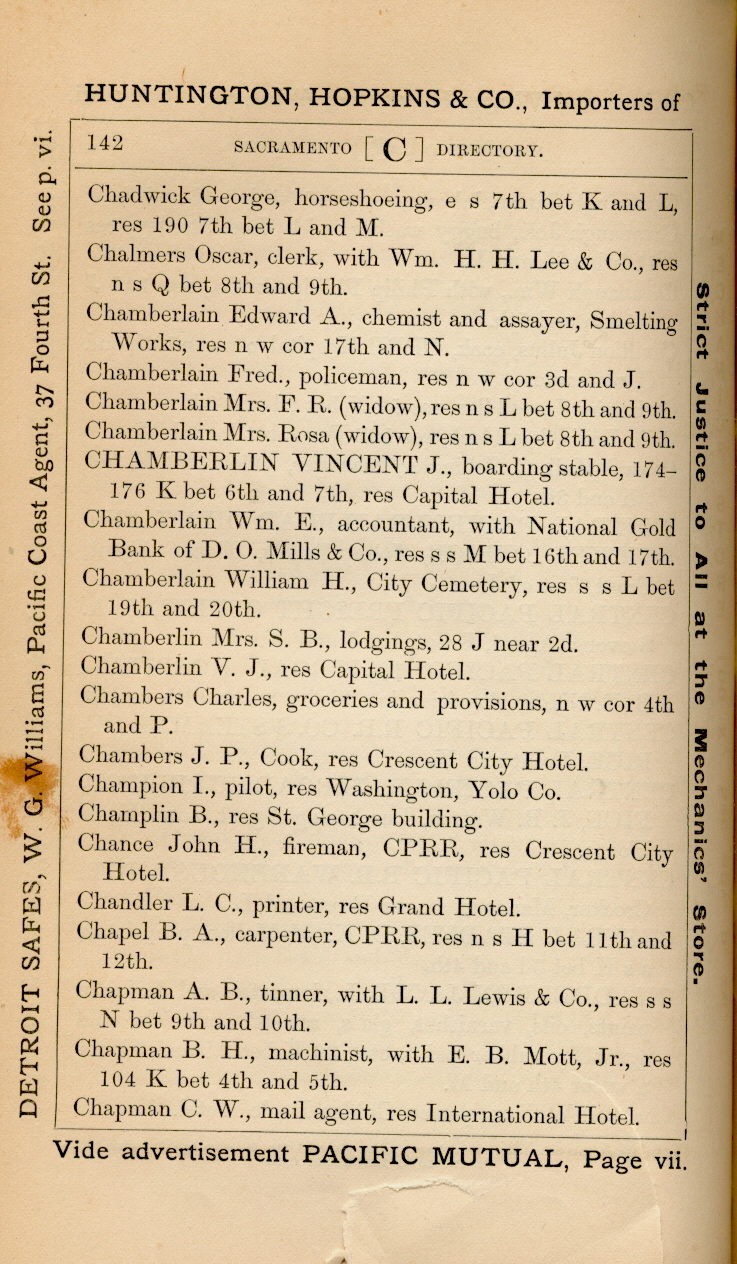 HUNTINGTON, HOPKINS & CO., Importers of
142 SACRAMENTO [ C ] DIRECTORY.
Chadwick George, horseshoeing, e s 7th bet K and L,
res 190 7th bet L and M.
Chalmers Oscar, clerk, with Wm. H. H. Lee & Co., res
n s Q bet 8th and 9th.
Chamberlain Edward A., chemist and assayer, Smelting
Works, res n w cor 17th and N.
Chamberlain Fred., policeman, res n w cor 3d and J.
Chamberlain Mrs. F. R. (widow), res n s L bet 8th and 9th.
Chamberlain Mrs. Rosa (widow), res n s L bet 8th and 9th.
CHAMBERLIN VINCENT J., boarding stable, 174-
176 K bet 6th and 7th, res Capital Hotel.
Chamberlain Wm. E., accountant, with National Gold
Bank of D. O. Mills & Co., res s s M bet 16th and 17th.
Chamberlain William H., City Cemetery, res s s L bet
19th and 20th.
Chamberlin Mrs. S. B., lodgings, 28 J near 2d.
Chamberlin V. J., res Capital Hotel.
Chambers Charles, groceries and provisions, n w cor 4th
and P.
Chambers J. P., Cook, res Crescent City Hotel.
Champion I., pilot, res Washington, Yolo Co.
Champlin B., res St. George building.
Chance John H., fireman, CPRR, res Crescent City
Hotel.
Chandler L. C., printer, res Grand Hotel.
Chapel B. A., carpenter, CPRR, res n s H bet 11th and
12th.
Chapman A. B., tinner, with L. L. Lewis & Co., res s s
N bet 9th and 10th.
Chapman B. H., machinist, with E. B. Mott, Jr., res
104 K bet 4th and 5th.
Chapman C. W., mail agent, res International Hotel.
Vide advertisement PACIFIC MUTUAL, Page vii.
DETROIT SAFES, W. G. Williams, Pacific Coast Agent, 37 Fourth St. See p. vi.
Strict Justice to All at the Mechanics' Store.